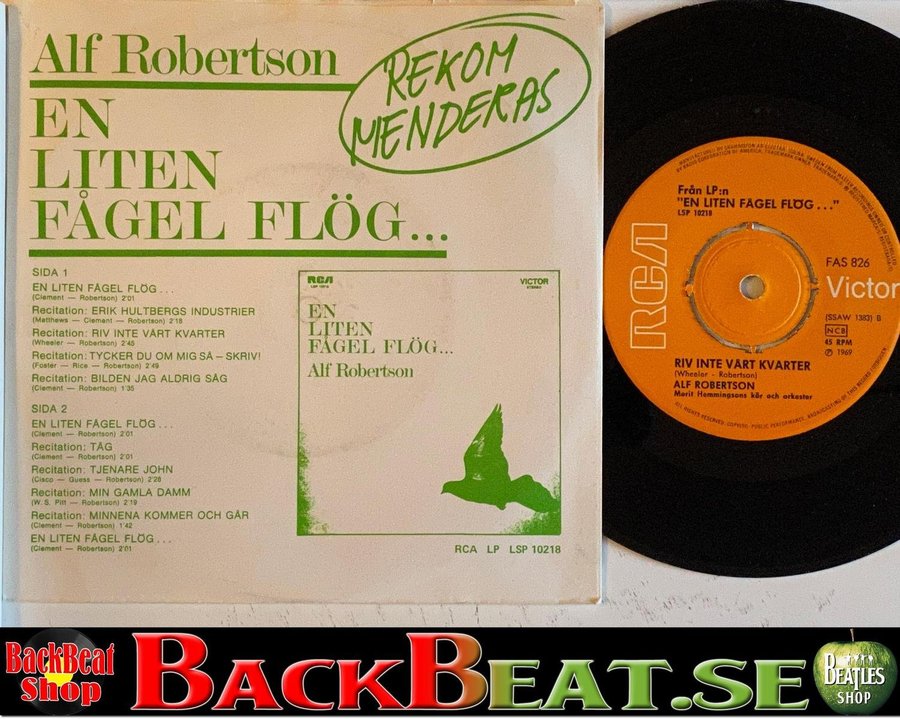 Alf Robertson
REKOM
MENDERAS
EN
LITEN
FÅGEL FLÖG...
SIDA 1
EN LITEN FÅGEL FLÖG...
(Clement — Robertson) 2'01
Recitation: ERIK HULTBERGS INDUSTRIER
(Matthews — Clement — Robertson) 2'18
Recitation: RIV INTE VÅRT KVARTER
(Wheeler — Robertson) 2'45
Recitation: TYCKER DU OM MIG SÅ – SKRIV!
(Foster — Rice — Robertson) 2'49
Recitation: BILDEN JAG ALDRIG SÅG
(Clement — Robertson) 1'35
SIDA 2
EN LITEN FÅGEL FLÖG...
(Clement — Robertson) 2'01
Recitation: TÅG
(Clement — Robertson) 2'01
Recitation: TJENARE JOHN
(Cisco — Guess — Robertson) 2'28
Recitation: MIN GAMLA DAMM
(W. S. Pitt — Robertson) 2'19
Recitation: MINNENA KOMMER OCH GÅR
(Clement — Robertson) 1'42
EN LITEN FÅGEL FLÖG...
(Clement — Robertson) 2'01
RCA VICTOR
LSP 10218 STEREO
EN
LITEN
FÅGEL FLÖG...
Alf Robertson
RCA LP LSP 10218
Från LP:n
"EN LITEN FÅGEL FLÖG..."
LSP 10218
RCA
FAS 826
Victor
(SSAW 1383) B
NCB
45 RPM
Ⓟ 1969
RIV INTE VÅRT KVARTER
(Wheeler - Robertson)
ALF ROBERTSON
Merit Hemmingsons kör och orkester
BackBeat
Shop
BACKBEAT.SE
BEATLES
SHOP